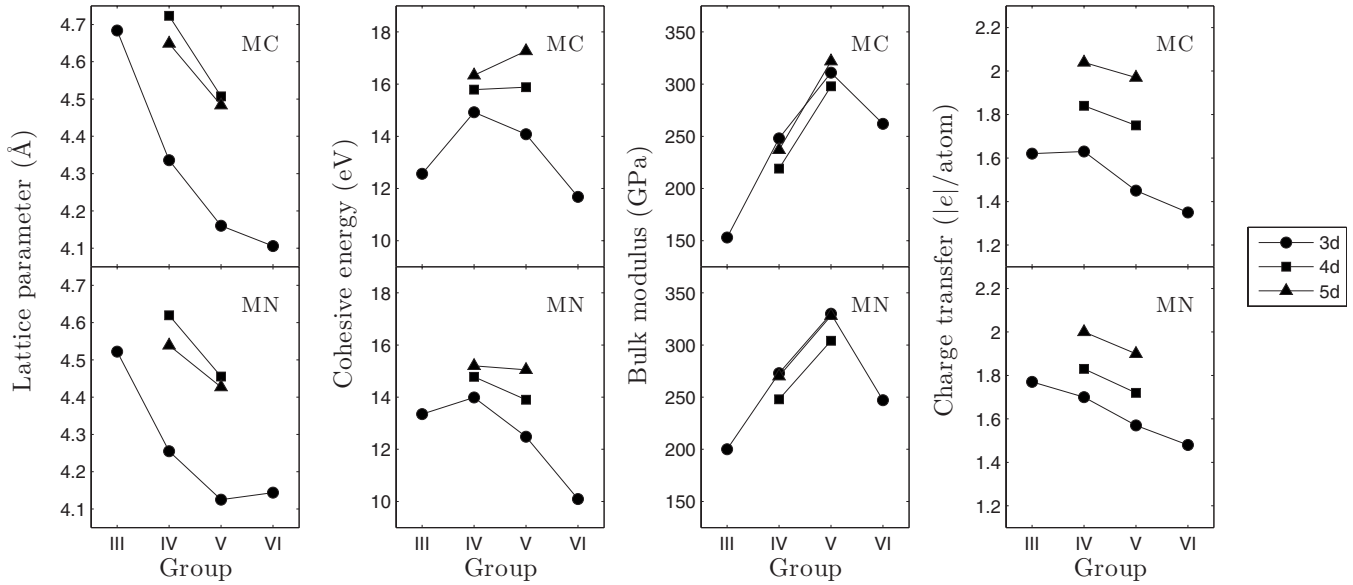 Lattice parameter (Å)
4.7
4.6
4.5
4.4
4.3
4.2
4.1
MC
4.7
4.6
4.5
4.4
4.3
4.2
4.1
MN
III IV V VI
Group
Cohesive energy (eV)
18
16
14
12
10
MC
18
16
14
12
10
MN
III IV V VI
Group
Bulk modulus (GPa)
350
300
250
200
150
MC
350
300
250
200
150
MN
III IV V VI
Group
Charge transfer (|e|/atom)
2.2
2
1.8
1.6
1.4
1.2
MC
2.2
2
1.8
1.6
1.4
1.2
MN
III IV V VI
Group
3d
4d
5d